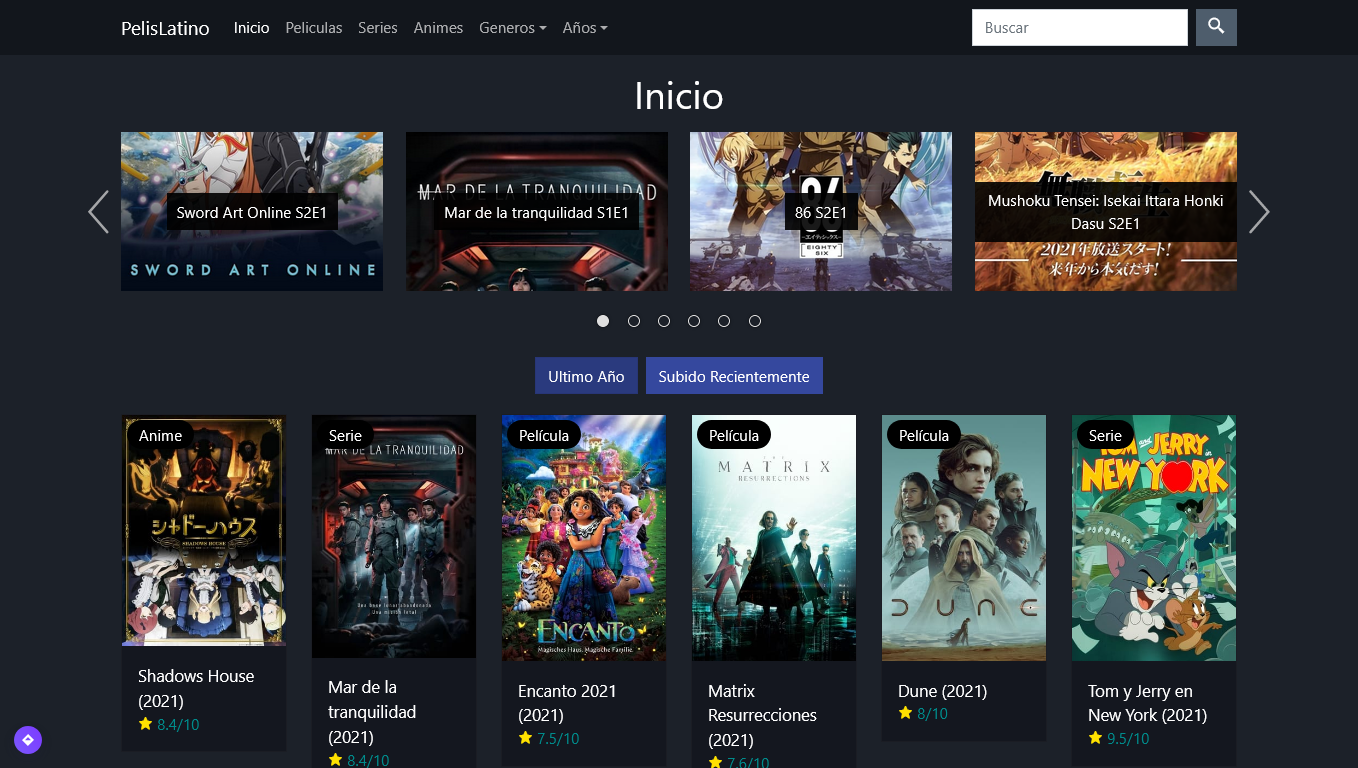 PelisLatino Inicio Peliculas Series Animes Generos Años Buscar
Inicio
MAR DE LA TRANQUILIDAD
Sword Art Online S2E1
Mar de la tranquilidad S1E1
86 S2E1
Mushoku Tensei: Isekai Ittara Honki
Dasu S2E1
SWORD ART ONLINE
EIGHTY
SIX
2021年放送スタート!
来年から本気だす!
Ultimo Año Subido Recientemente
Anime
シャドーハウス
SHADOWS HOUSE
Shadows House
(2021)
8.4/10
Serie
MAR DE LA TRANQUILIDAD
Una misión letal
Mar de la
tranquilidad
(2021)
8.4/10
Película
ENCANTO
Magisches Haus. Magische Familie.
Encanto 2021
(2021)
7.5/10
Película
THE
MATRIX
RESURRECTIONS
Matrix
Resurrecciones
(2021)
7.6/10
Película
DUNE
Dune (2021)
8/10
Serie
TOM and JERRY in
NEW YORK
Tom y Jerry en
New York (2021)
9.5/10